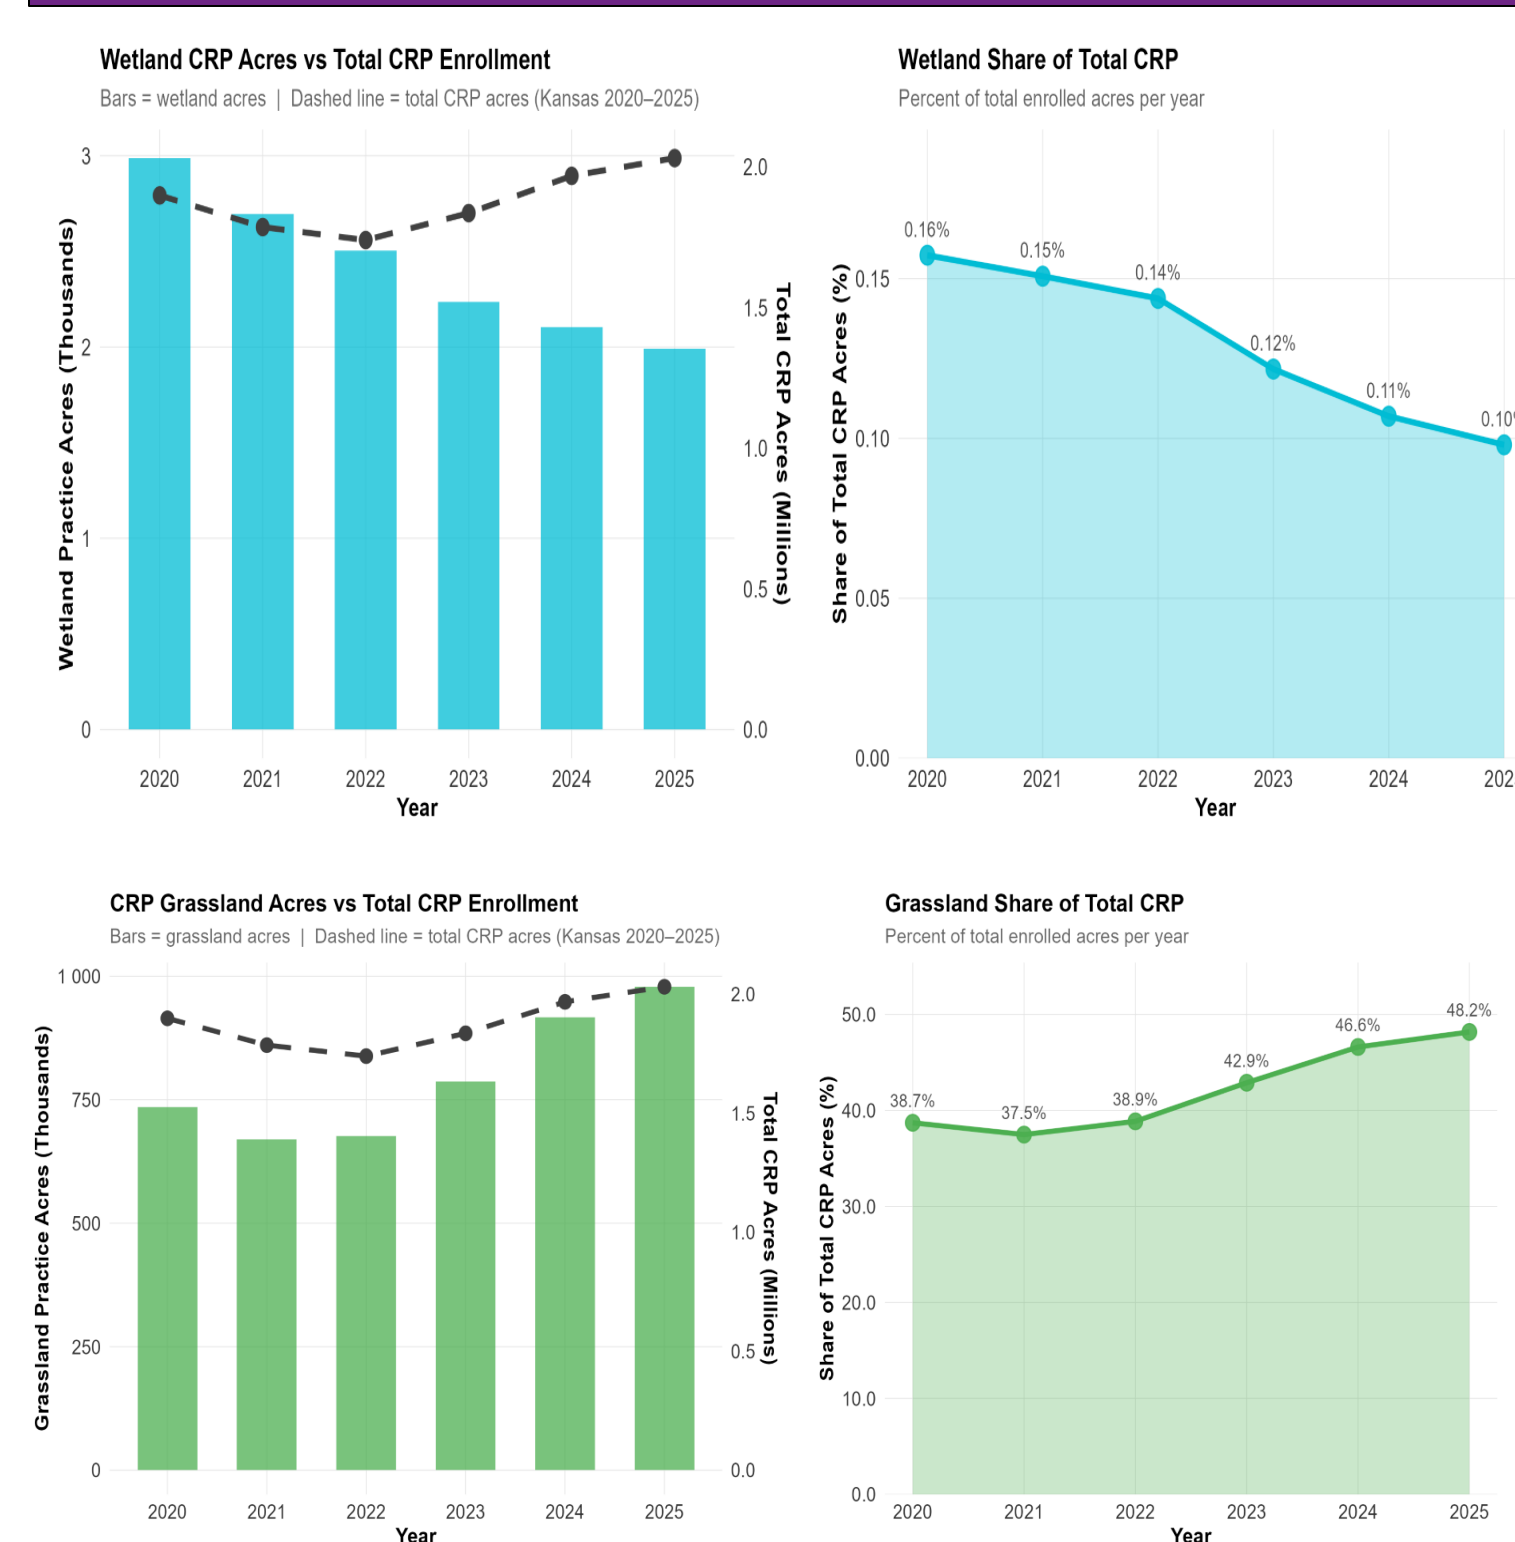 Wetland CRP Acres vs Total CRP Enrollment
Bars = wetland acres | Dashed line = total CRP acres (Kansas 2020–2025)
Wetland Practice Acres (Thousands)
3
2
1
0
2.0
1.5
1.0
0.5
0.0
Total CRP Acres (Millions)
2020 2021 2022 2023 2024 2025
Year
Wetland Share of Total CRP
Percent of total enrolled acres per year
Share of Total CRP Acres (%)
0.15
0.10
0.05
0.00
0.16%
0.15%
0.14%
0.12%
0.11%
0.10
2020 2021 2022 2023 2024 202
Year
CRP Grassland Acres vs Total CRP Enrollment
Bars = grassland acres | Dashed line = total CRP acres (Kansas 2020–2025)
Grassland Practice Acres (Thousands)
1 000
750
500
250
0
2.0
1.5
1.0
0.5
0.0
Total CRP Acres (Millions)
2020 2021 2022 2023 2024 2025
Year
Grassland Share of Total CRP
Percent of total enrolled acres per year
Share of Total CRP Acres (%)
50.0
40.0
30.0
20.0
10.0
0.0
38.7%
37.5%
38.9%
42.9%
46.6%
48.2%
2020 2021 2022 2023 2024 2025
Year